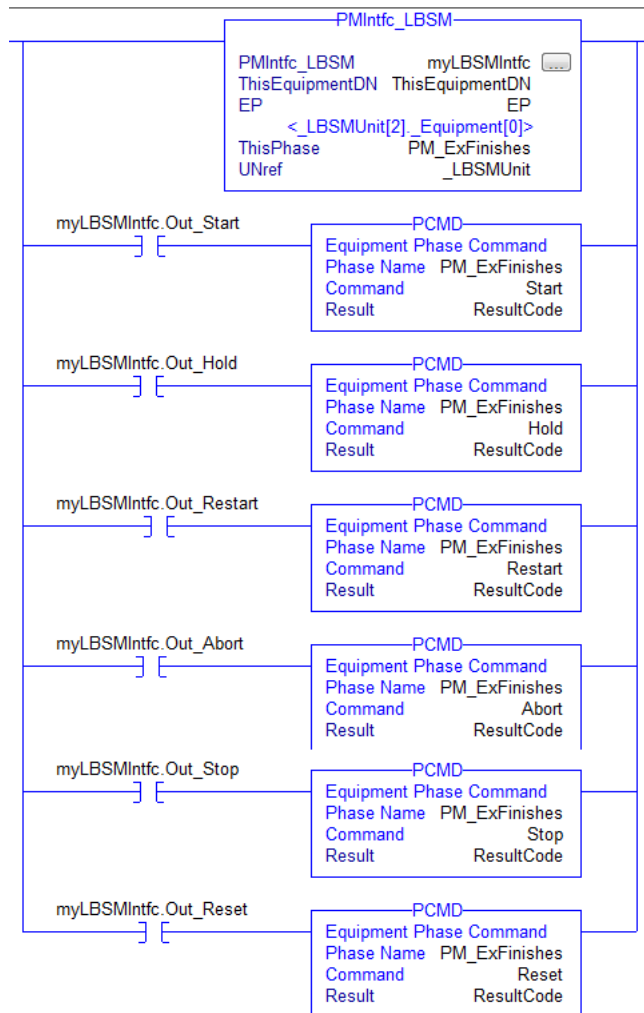 PMIntfc_LBSM
PMIntfc_LBSM myLBSMIntfc ...
ThisEquipmentDN ThisEquipmentDN
EP EP
<_LBSMUnit[2]._Equipment[0]>
ThisPhase PM_ExFinishes
UNref _LBSMUnit
myLBSMIntfc.Out_Start
PCMD
Equipment Phase Command
Phase Name PM_ExFinishes
Command Start
Result ResultCode
myLBSMIntfc.Out_Hold
PCMD
Equipment Phase Command
Phase Name PM_ExFinishes
Command Hold
Result ResultCode
myLBSMIntfc.Out_Restart
PCMD
Equipment Phase Command
Phase Name PM_ExFinishes
Command Restart
Result ResultCode
myLBSMIntfc.Out_Abort
PCMD
Equipment Phase Command
Phase Name PM_ExFinishes
Command Abort
Result ResultCode
myLBSMIntfc.Out_Stop
PCMD
Equipment Phase Command
Phase Name PM_ExFinishes
Command Stop
Result ResultCode
myLBSMIntfc.Out_Reset
PCMD
Equipment Phase Command
Phase Name PM_ExFinishes
Command Reset
Result ResultCode